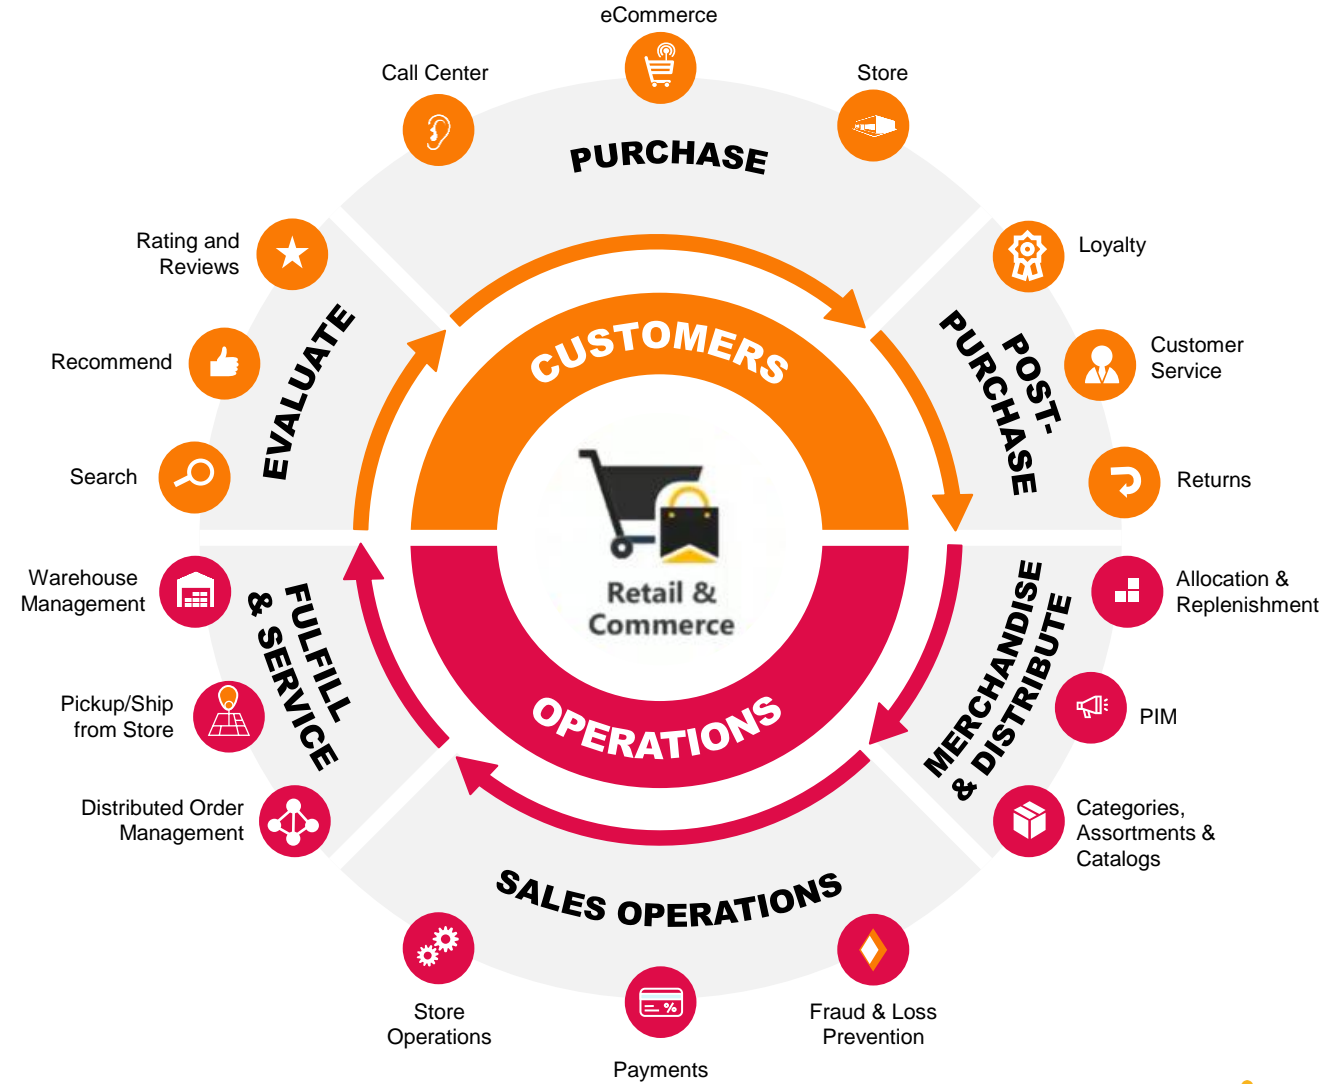 eCommerce
Call Center
Store
PURCHASE
Rating and
Reviews
Loyalty
EVALUATE
POST-
PURCHASE
CUSTOMERS
Recommend
Customer
Service
Search
Returns
Retail &
Commerce
Warehouse
Management
FULFILL
& SERVICE
MERCHANDISE
& DISTRIBUTE
Allocation &
Replenishment
Pickup/Ship
from Store
PIM
OPERATIONS
Distributed Order
Management
Categories,
Assortments &
Catalogs
SALES OPERATIONS
Store
Operations
%
Payments
Fraud & Loss
Prevention